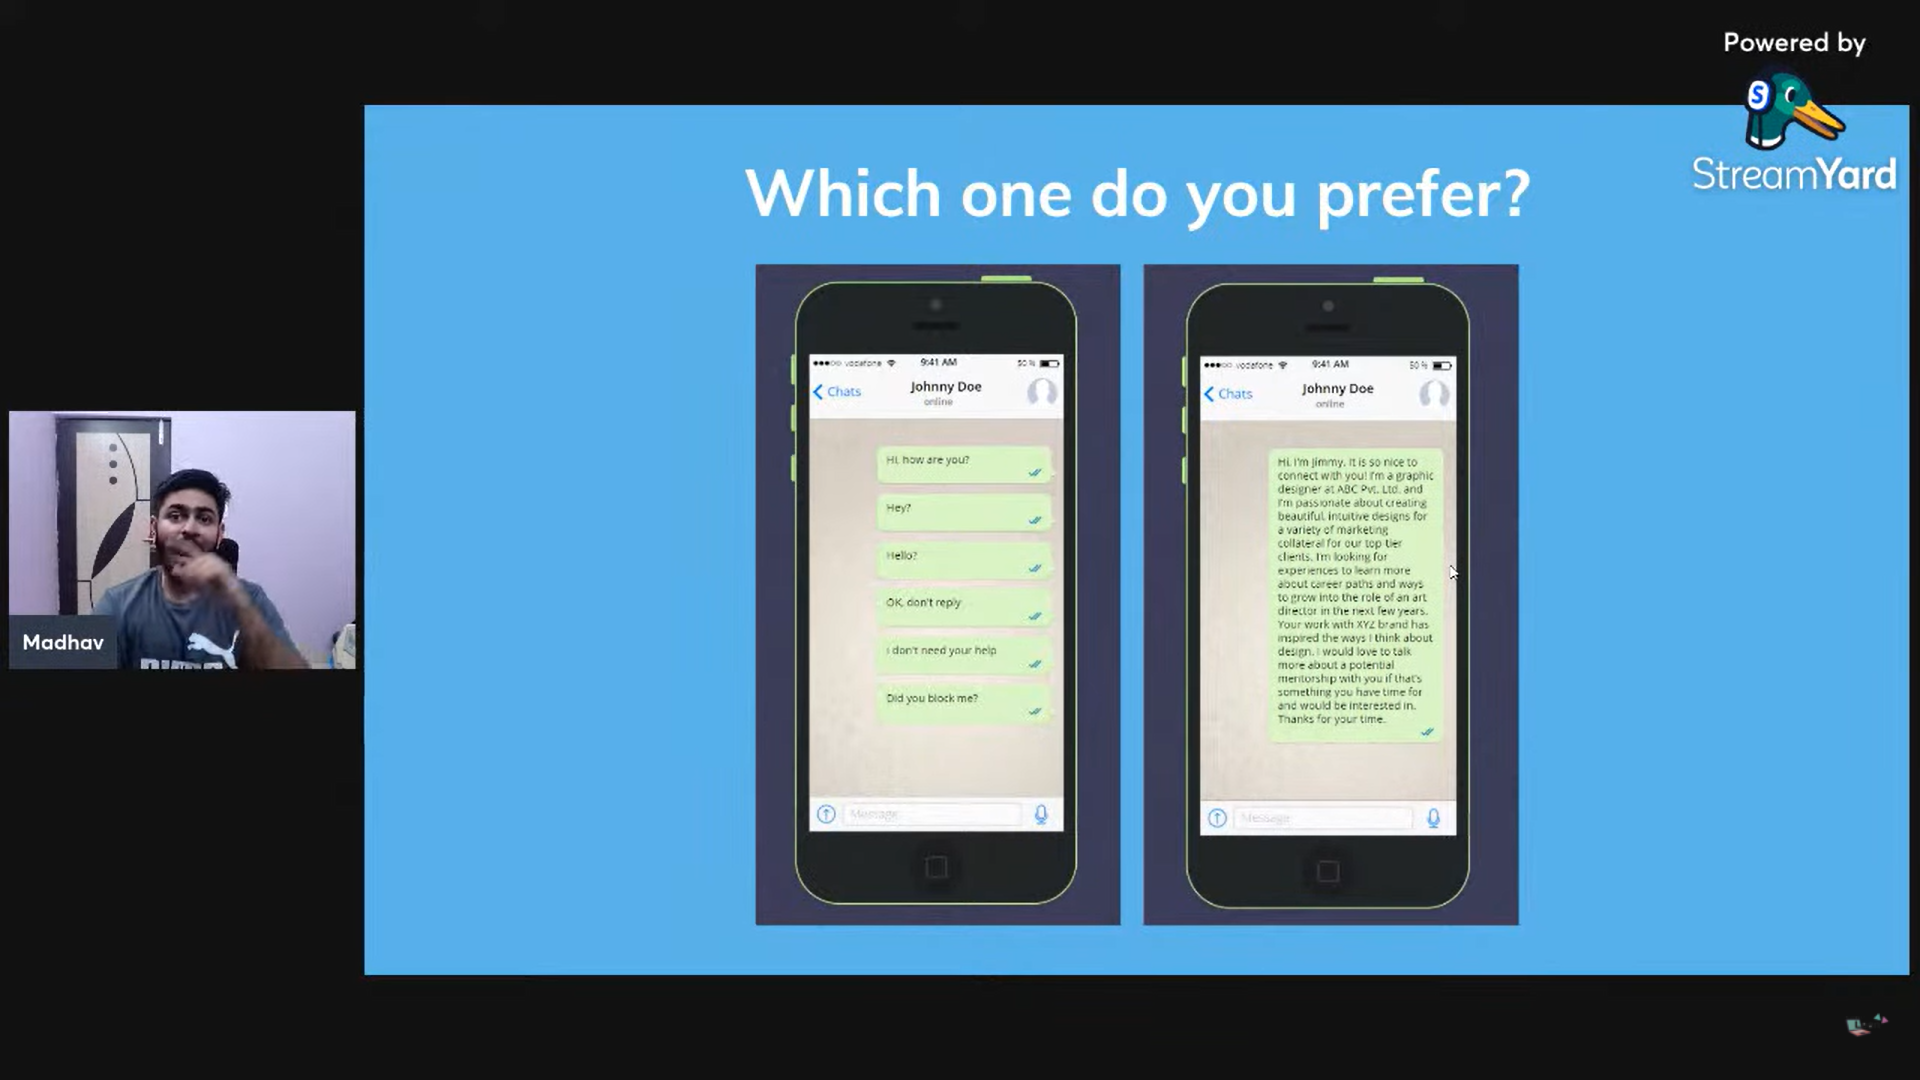 Powered by
StreamYard
Which one do you prefer?
vodafone 9:41 AM 50 %
Chats Johnny Doe
online
Hi, how are you?
Hey?
Hello?
OK, don't reply
I don't need your help
Did you block me?
Message
vodafone 9:41 AM 50 %
Chats Johnny Doe
online
Hi, I'm Jimmy. It is so nice to
connect with you! I'm a graphic
designer at ABC Pvt. Ltd. and
I'm passionate about creating
beautiful, intuitive designs for
a variety of marketing
collateral for our top tier
clients. I'm looking for
experiences to learn more
about career paths and ways
to grow into the role of an art
director in the next few years.
Your work with XYZ brand has
inspired the ways I think about
design. I would love to talk
more about a potential
mentorship with you if that's
something you have time for
and would be interested in.
Thanks for your time.
Message
Madhav